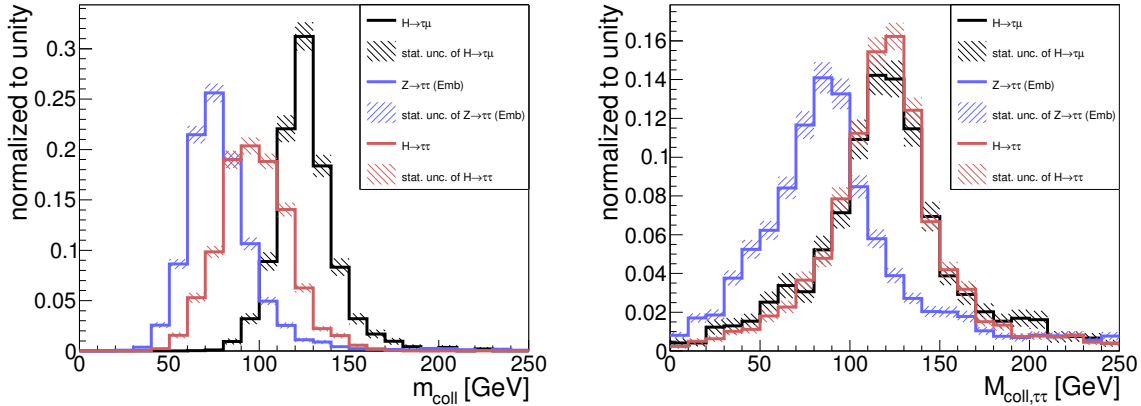 normalized to unity
0.3
0.25
0.2
0.15
0.1
0.05
0
H→τμ
stat. unc. of H→τμ
Z→ττ (Emb)
stat. unc. of Z→ττ (Emb)
H→ττ
stat. unc. of H→ττ
0 50 100 150 200 250
m_coll [GeV]
normalized to unity
0.16
0.14
0.12
0.1
0.08
0.06
0.04
0.02
0
H→τμ
stat. unc. of H→τμ
Z→ττ (Emb)
stat. unc. of Z→ττ (Emb)
H→ττ
stat. unc. of H→ττ
0 50 100 150 200 250
M_coll,ττ [GeV]